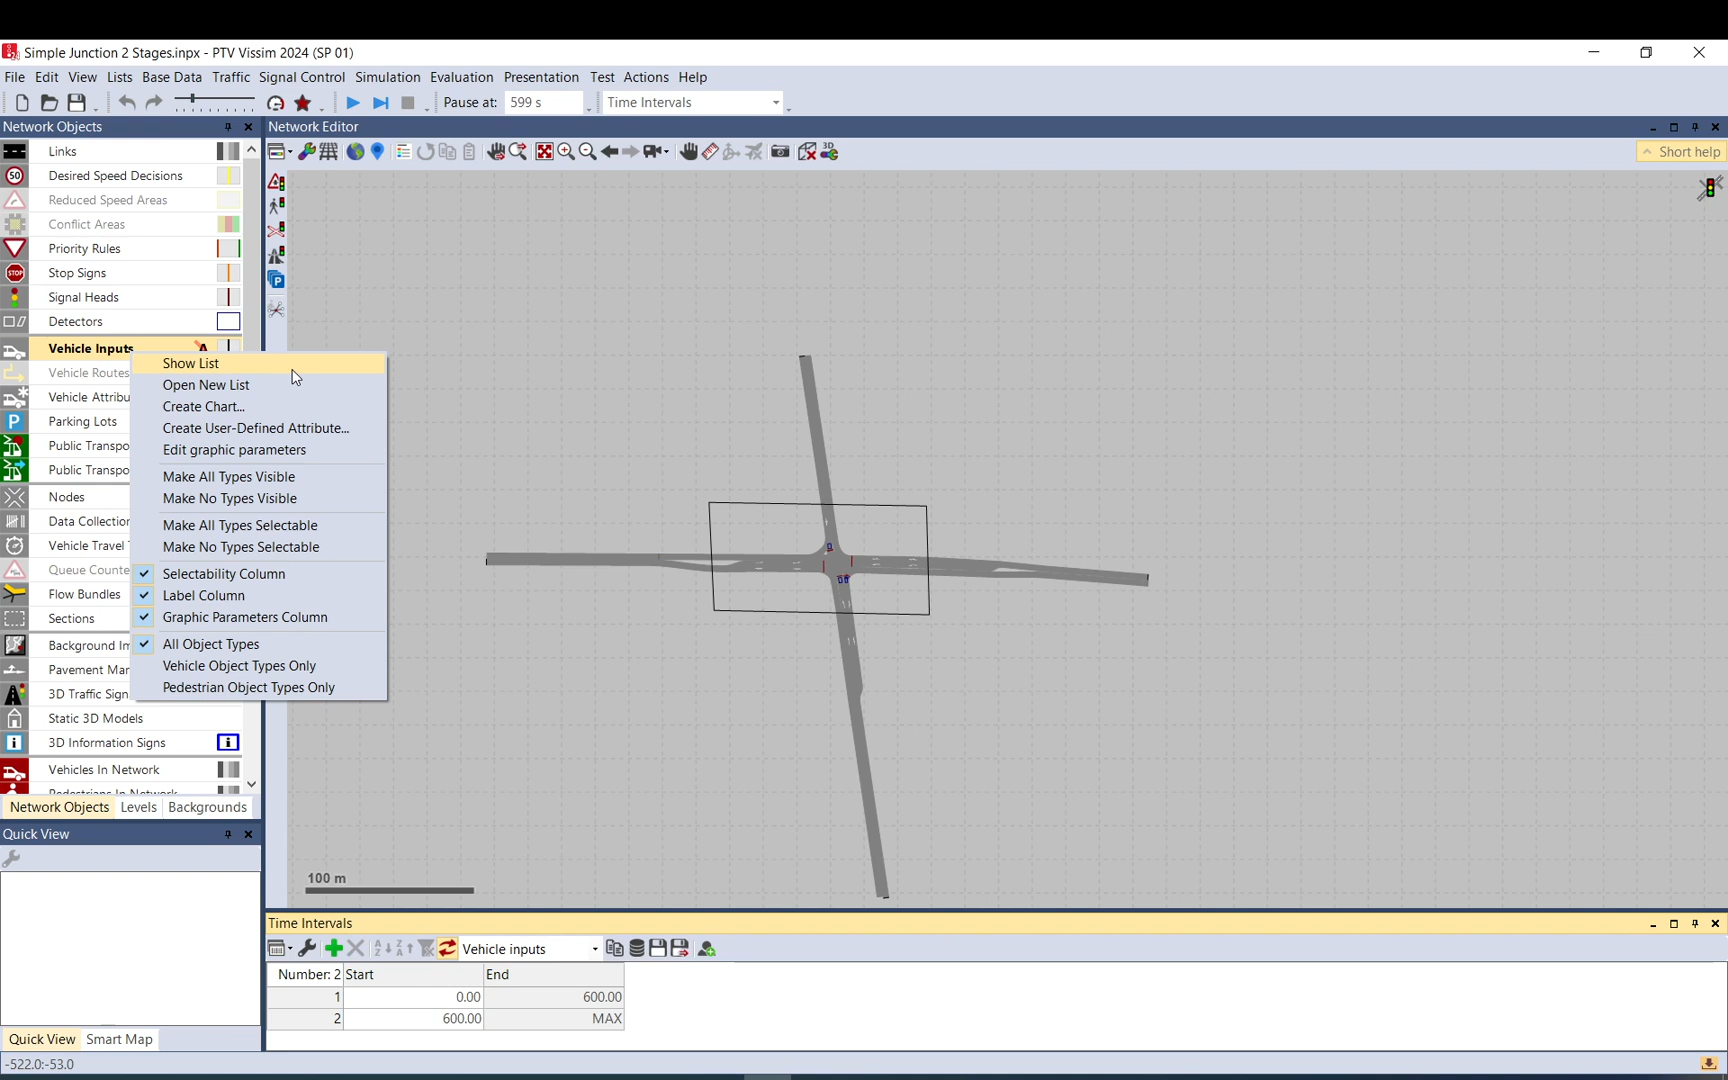 Simple Junction 2 Stages.inpx - PTV Vissim 2024 (SP 01)
File Edit View Lists Base Data Traffic Signal Control Simulation Evaluation Presentation Test Actions Help
Pause at: 599 s Time Intervals
Network Objects
Network Editor
Short help
Links
50 Desired Speed Decisions
Reduced Speed Areas
Conflict Areas
Priority Rules
STOP Stop Signs
Signal Heads
Detectors
Vehicle Inputs
Vehicle Routes
Vehicle Attribu
P Parking Lots
Public Transpo
Public Transpo
Nodes
Data Collection
Vehicle Travel
Queue Counte
Flow Bundles
Sections
Background Im
Pavement Mar
3D Traffic Sign
Static 3D Models
3D Information Signs
Vehicles In Network
Pedestrians In Network
Show List
Open New List
Create Chart...
Create User-Defined Attribute...
Edit graphic parameters
Make All Types Visible
Make No Types Visible
Make All Types Selectable
Make No Types Selectable
Selectability Column
Label Column
Graphic Parameters Column
All Object Types
Vehicle Object Types Only
Pedestrian Object Types Only
Network Objects Levels Backgrounds
Quick View
100 m
Time Intervals
Vehicle inputs
Number: 2 Start End
1 0.00 600.00
2 600.00 MAX
Quick View Smart Map
-522.0:-53.0